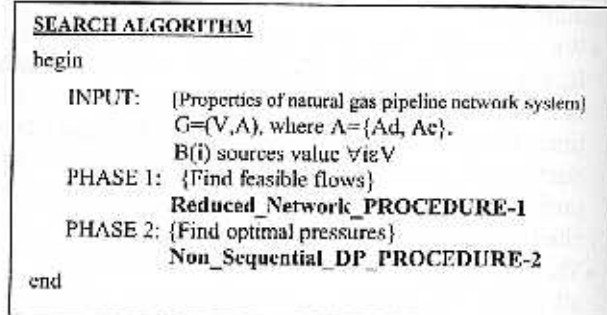 SEARCH ALGORITHM
begin
INPUT: {Properties of natural gas pipeline network system}
G=(V,A), where A={Ad, Ac}.
B(i) sources value ∀iεV
PHASE 1: {Find feasible flows}
Reduced_Network_PROCEDURE-1
PHASE 2: {Find optimal pressures}
Non_Sequential_DP_PROCEDURE-2
end